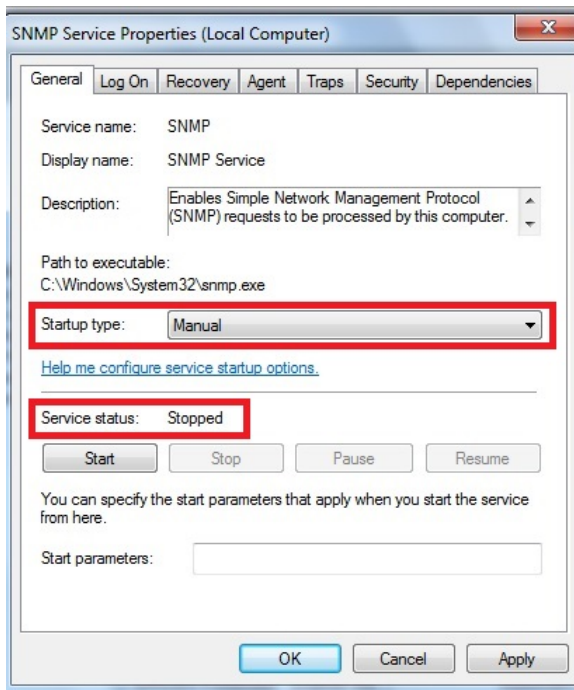 SNMP Service Properties (Local Computer)
General Log On Recovery Agent Traps Security Dependencies
Service name: SNMP
Display name: SNMP Service
Description: Enables Simple Network Management Protocol
(SNMP) requests to be processed by this computer.
Path to executable:
C:\Windows\System32\snmp.exe
Startup type: Manual
Help me configure service startup options.
Service status: Stopped
Start Stop Pause Resume
You can specify the start parameters that apply when you start the service
from here.
Start parameters:
OK Cancel Apply